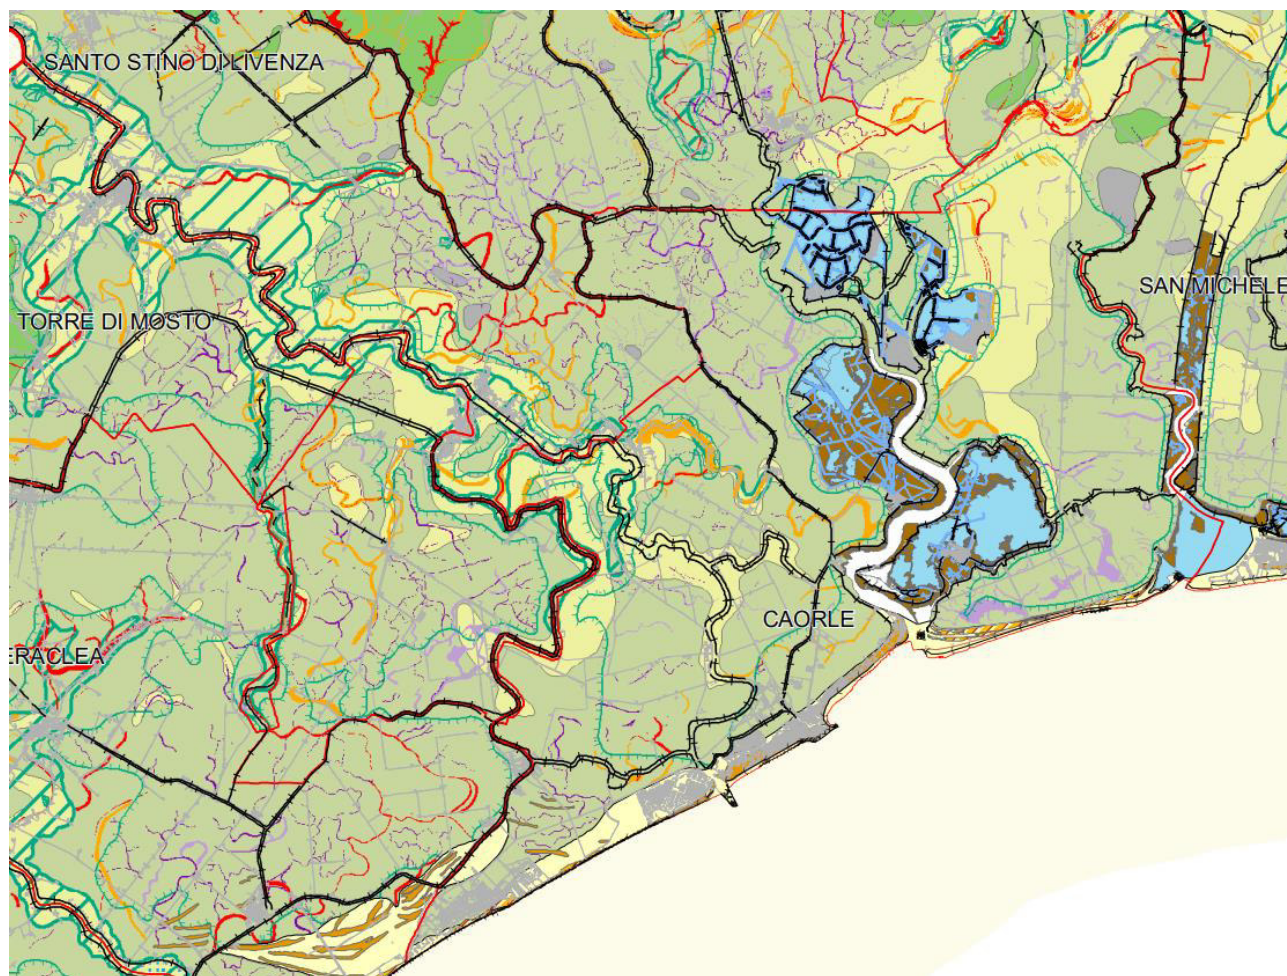 SANTO STINO DI LIVENZA
SAN MICHELE
TORRE DI MOSTO
CAORLE
ERACLEA